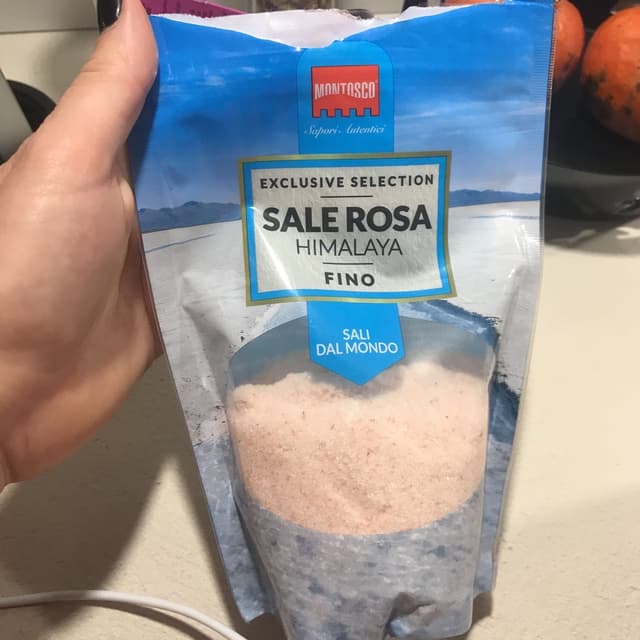 MONTOSCO
Sapori Autentici
EXCLUSIVE SELECTION
SALE ROSA
HIMALAYA
FINO
SALI
DAL MONDO